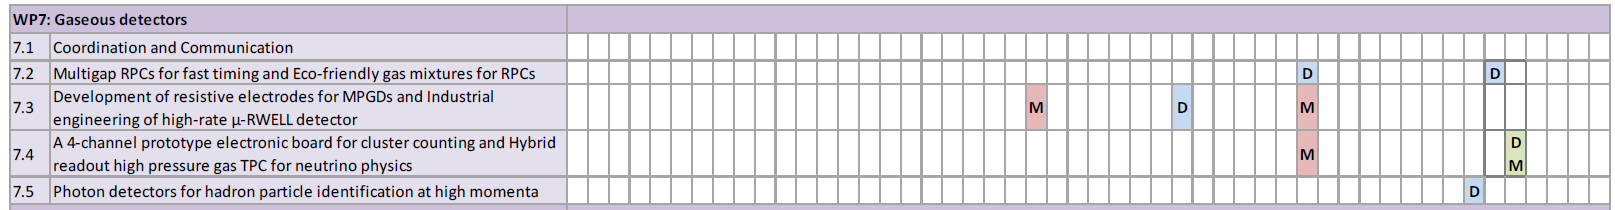 WP7: Gaseous detectors
7.1 Coordination and Communication
7.2 Multigap RPCs for fast timing and Eco-friendly gas mixtures for RPCs D D
7.3 Development of resistive electrodes for MPGDs and Industrial
engineering of high-rate µ-RWELL detector M D M
7.4 A 4-channel prototype electronic board for cluster counting and Hybrid
readout high pressure gas TPC for neutrino physics M D
M
7.5 Photon detectors for hadron particle identification at high momenta D